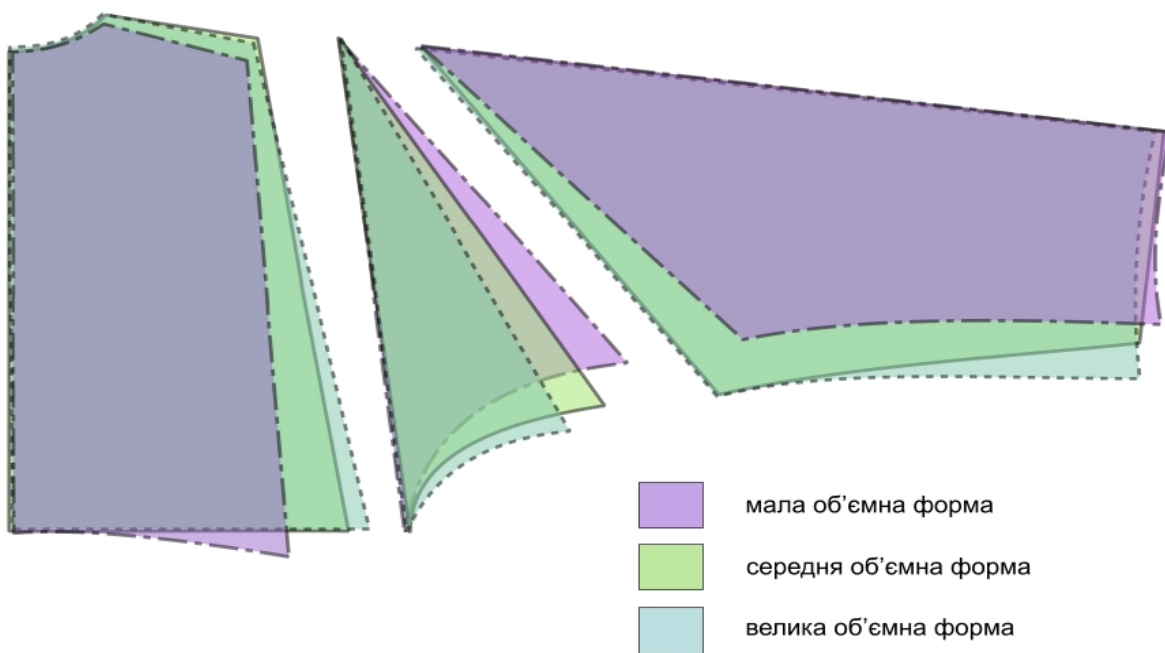 мала об’ємна форма
середня об’ємна форма
велика об’ємна форма